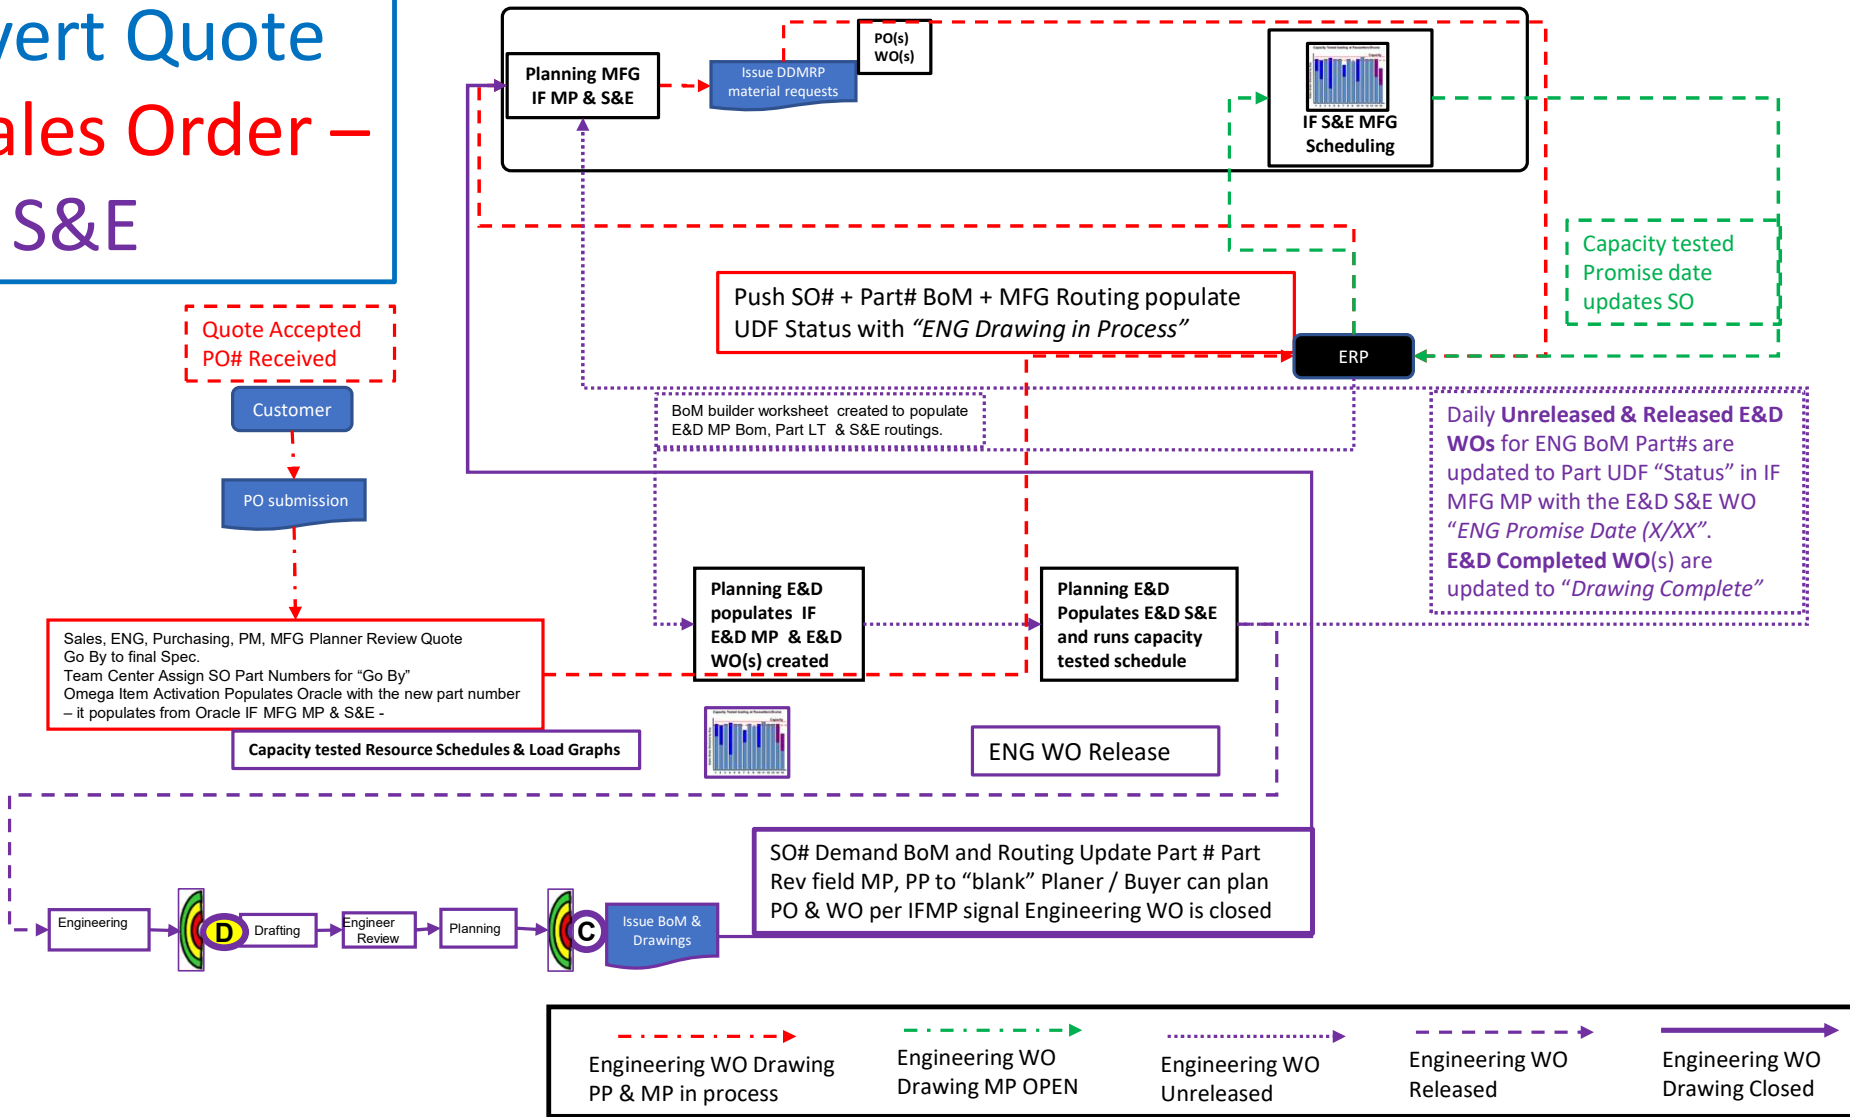 vert Quote
ales Order –
S&E
Planning MFG
IF MP & S&E
Issue DDMRP
material requests
PO(s)
WO(s)
IF S&E MFG
Scheduling
Capacity tested
Promise date
updates SO
Push SO# + Part# BoM + MFG Routing populate
UDF Status with “ENG Drawing in Process”
ERP
Quote Accepted
PO# Received
Customer
PO submission
BoM builder worksheet created to populate
E&D MP Bom, Part LT & S&E routings.
Daily Unreleased & Released E&D
WOs for ENG BoM Part#s are
updated to Part UDF “Status” in IF
MFG MP with the E&D S&E WO
“ENG Promise Date (X/XX”.
E&D Completed WO(s) are
updated to “Drawing Complete”
Planning E&D
populates IF
E&D MP & E&D
WO(s) created
Planning E&D
Populates E&D S&E
and runs capacity
tested schedule
Sales, ENG, Purchasing, PM, MFG Planner Review Quote
Go By to final Spec.
Team Center Assign SO Part Numbers for “Go By”
Omega Item Activation Populates Oracle with the new part number
– it populates from Oracle IF MFG MP & S&E -
Capacity tested Resource Schedules & Load Graphs
ENG WO Release
SO# Demand BoM and Routing Update Part # Part
Rev field MP, PP to “blank” Planer / Buyer can plan
PO & WO per IFMP signal Engineering WO is closed
Engineering
D
Drafting
Engineer
Review
Planning
C
Issue BoM &
Drawings
Engineering WO Drawing
PP & MP in process
Engineering WO
Drawing MP OPEN
Engineering WO
Unreleased
Engineering WO
Released
Engineering WO
Drawing Closed